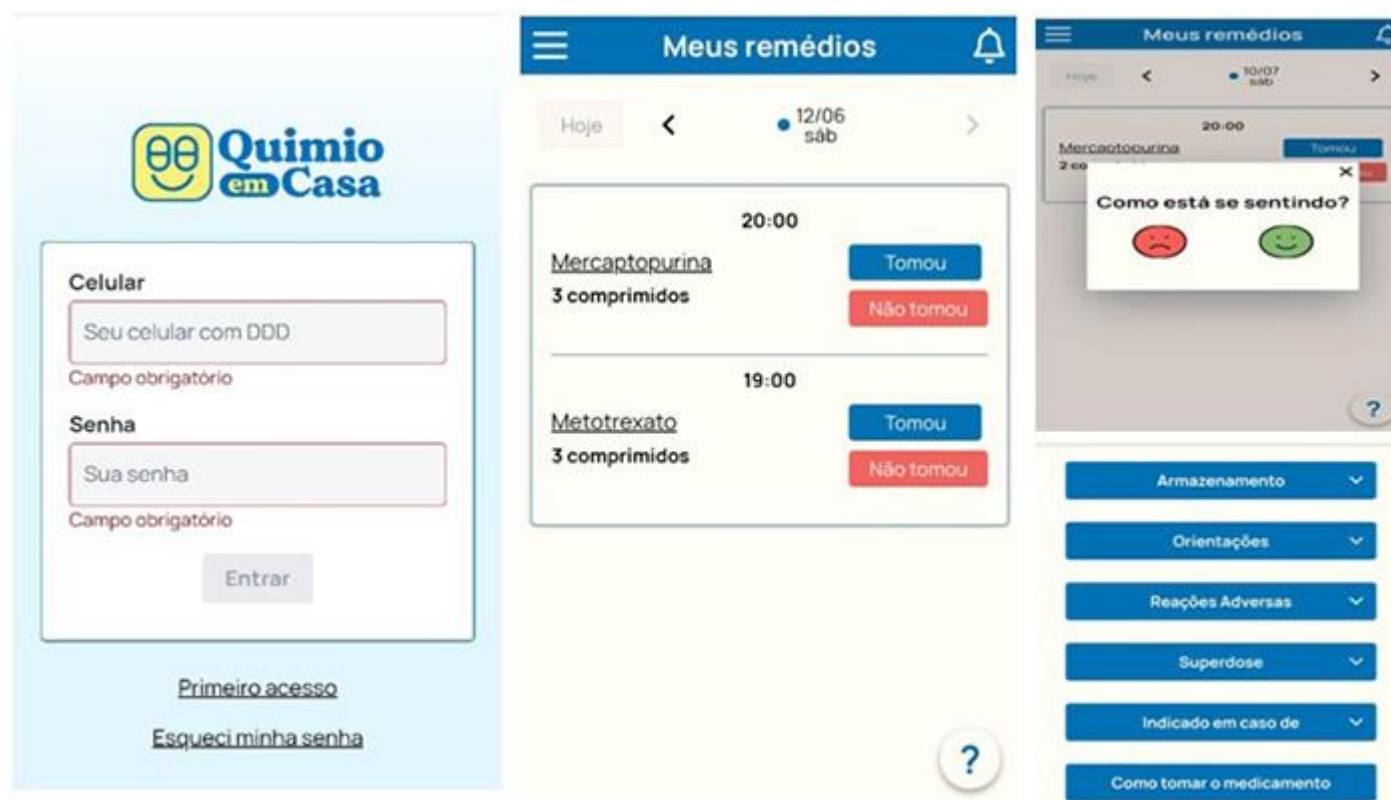 Quimio
em Casa
Celular
Seu celular com DDD
Campo obrigatório
Senha
Sua senha
Campo obrigatório
Entrar
Primeiro acesso
Esqueci minha senha
Meus remédios
Hoje
12/06
sáb
20:00
Mercaptopurina
Tomou
3 comprimidos
Não tomou
19:00
Metotrexato
Tomou
3 comprimidos
Não tomou
?
Meus remédios
Hoje
10/07
sáb
20:00
Mercaptopurina
Tomou
2 co
Como está se sentindo?
?
Armazenamento
Orientações
Reações Adversas
Superdose
Indicado em caso de
Como tomar o medicamento